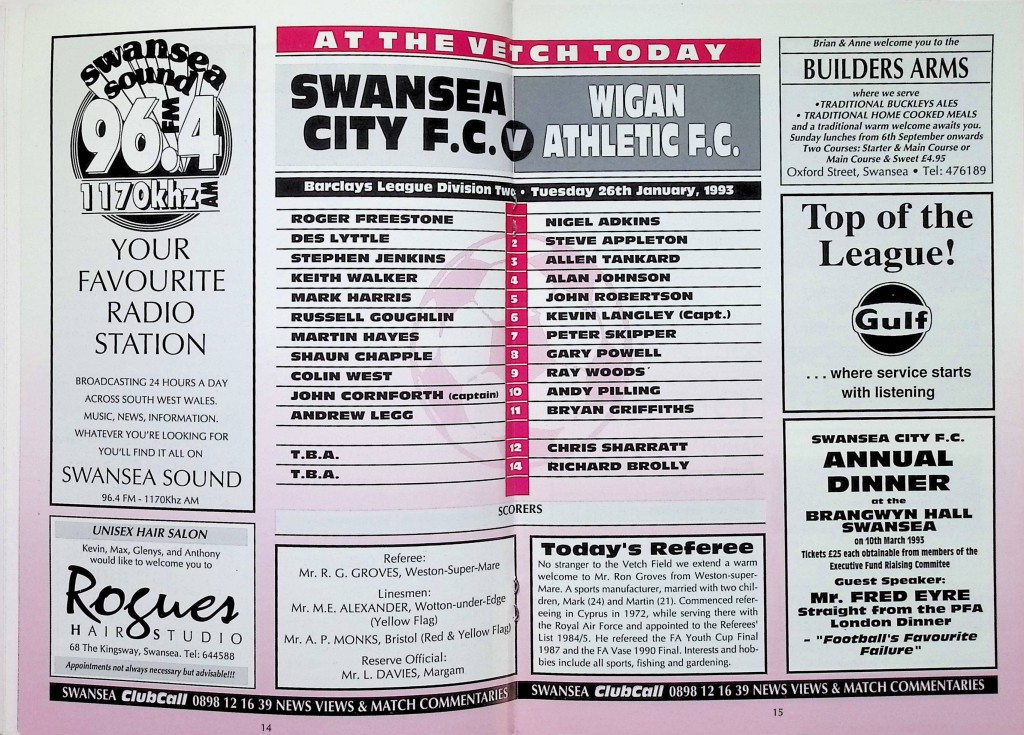 swansea
sound
96.4 FM
1170khz AM
YOUR
FAVOURITE
RADIO
STATION
BROADCASTING 24 HOURS A DAY
ACROSS SOUTH WEST WALES.
MUSIC, NEWS, INFORMATION.
WHATEVER YOU'RE LOOKING FOR
YOU'LL FIND IT ALL ON
SWANSEA SOUND
96.4 FM - 1170Khz AM
UNISEX HAIR SALON
Kevin, Max, Glenys, and Anthony
would like to welcome you to
Rogues
HAIR STUDIO
68 The Kingsway, Swansea. Tel: 644588
Appointments not always necessary but advisable!!!
AT THE VETCH TODAY
SWANSEA
CITY F.C.
V
WIGAN
ATHLETIC F.C.
Barclays League Division Two • Tuesday 26th January, 1993
ROGER FREESTONE 1 NIGEL ADKINS
DES LYTTLE 2 STEVE APPLETON
STEPHEN JENKINS 3 ALLEN TANKARD
KEITH WALKER 4 ALAN JOHNSON
MARK HARRIS 5 JOHN ROBERTSON
RUSSELL GOUGHLIN 6 KEVIN LANGLEY (Capt.)
MARTIN HAYES 7 PETER SKIPPER
SHAUN CHAPPLE 8 GARY POWELL
COLIN WEST 9 RAY WOODS
JOHN CORNFORTH (captain) 10 ANDY PILLING
ANDREW LEGG 11 BRYAN GRIFFITHS
T.B.A. 12 CHRIS SHARRATT
T.B.A. 14 RICHARD BROLLY
SCORERS
Referee:
Mr. R. G. GROVES, Weston-Super-Mare
Linesmen:
Mr. M.E. ALEXANDER, Wotton-under-Edge
(Yellow Flag)
Mr. A. P. MONKS, Bristol (Red & Yellow Flag)
Reserve Official:
Mr. L. DAVIES, Margam
Today's Referee
No stranger to the Vetch Field we extend a warm
welcome to Mr. Ron Groves from Weston-super-
Mare. A sports manufacturer, married with two chil-
dren, Mark (24) and Martin (21). Commenced refer-
eeing in Cyprus in 1972, while serving there with
the Royal Air Force and appointed to the Referees'
List 1984/5. He refereed the FA Youth Cup Final
1987 and the FA Vase 1990 Final. Interests and hob-
bies include all sports, fishing and gardening.
Brian & Anne welcome you to the
BUILDERS ARMS
where we serve
•TRADITIONAL BUCKLEYS ALES
• TRADITIONAL HOME COOKED MEALS
and a traditional warm welcome awaits you.
Sunday lunches from 6th September onwards
Two Courses: Starter & Main Course or
Main Course & Sweet £4.95
Oxford Street, Swansea • Tel: 476189
Top of the
League!
Gulf
. . . where service starts
with listening
SWANSEA CITY F.C.
ANNUAL
DINNER
at the
BRANGWYN HALL
SWANSEA
on 10th March 1993
Tickets £25 each obtainable from members of the
Executive Fund Riaising Commitee
Guest Speaker:
Mr. FRED EYRE
Straight from the PFA
London Dinner
– "Football's Favourite
Failure"
SWANSEA ClubCall 0898 12 16 39 NEWS VIEWS & MATCH COMMENTARIES
SWANSEA ClubCall 0898 12 16 39 NEWS VIEWS & MATCH COMMENTARIES
14
15